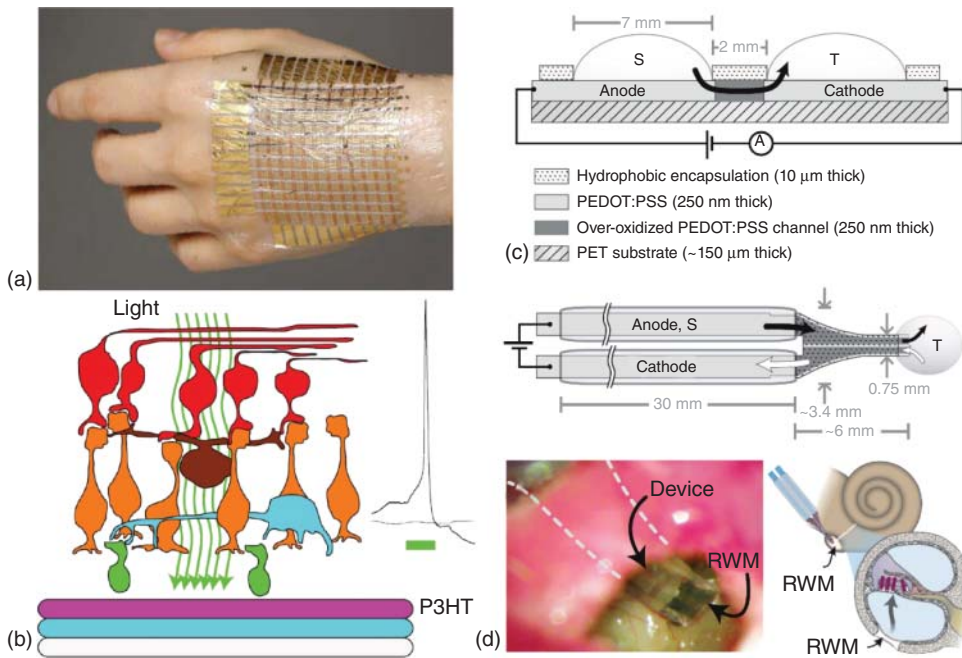 (a)
7 mm
2 mm
S
T
Anode
Cathode
A
Hydrophobic encapsulation (10 µm thick)
PEDOT:PSS (250 nm thick)
Over-oxidized PEDOT:PSS channel (250 nm thick)
(c)
PET substrate (~150 µm thick)
Light
P3HT
(b)
Anode, S
Cathode
T
0.75 mm
30 mm
~3.4 mm
~6 mm
Device
RWM
RWM
RWM
(d)